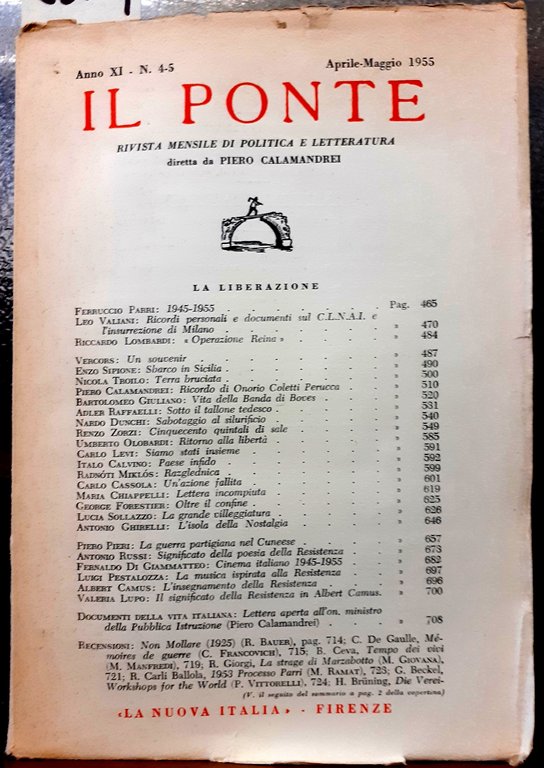 Anno XI - N. 4-5 Aprile-Maggio 1955
IL PONTE
RIVISTA MENSILE DI POLITICA E LETTERATURA
diretta da PIERO CALAMANDREI
LA LIBERAZIONE
FERRUCCIO PARRI: 1945-1955 . . . . . . . Pag. 465
LEO VALIANI: Ricordi personali e documenti sul C.L.N.A.I. e
l'insurrezione di Milano . . . . . . . » 470
RICCARDO LOMBARDI: « Operazione Reina » . . . . » 484
VERCORS: Un souvenir . . . . . . . . » 487
ENZO SIPIONE: Sbarco in Sicilia . . . . . . » 490
NICOLA TROILO: Terra bruciata . . . . . . » 500
PIERO CALAMANDREI: Ricordo di Onorio Coletti Perucca . . » 510
BARTOLOMEO GIULIANO: Vita della Banda di Boves . . . » 520
ADLER RAFFAELLI: Sotto il tallone tedesco . . . . » 531
NARDO DUNCHI: Sabotaggio al silurificio . . . . » 540
RENZO ZORZI: Cinquecento quintali di sale . . . . » 549
UMBERTO OLOBARDI: Ritorno alla libertà . . . . » 585
CARLO LEVI: Siamo stati insieme . . . . . . » 591
ITALO CALVINO: Paese infido . . . . . . . » 592
RADNÓTI MIKLÓS: Razglednica . . . . . . » 599
CARLO CASSOLA: Un'azione fallita . . . . . . » 601
MARIA CHIAPPELLI: Lettera incompiuta . . . . . » 619
GEORGE FORESTIER: Oltre il confine . . . . . » 625
LUCIA SOLLAZZO: La grande villeggiatura . . . . » 626
ANTONIO GHIRELLI: L'isola della Nostalgia . . . . » 646
PIERO PIERI: La guerra partigiana nel Cuneese . . . . » 657
ANTONIO RUSSI: Significato della poesia della Resistenza . . » 673
FERNALDO DI GIAMMATTEO: Cinema italiano 1945-1955 . . » 682
LUIGI PESTALOZZA: La musica ispirata alla Resistenza . . » 697
ALBERT CAMUS: L'insegnamento della Resistenza . . . » 696
VALERIA LUPO: Il significato della Resistenza in Albert Camus. » 700
DOCUMENTI DELLA VITA ITALIANA: Lettera aperta all'on. ministro
della Pubblica Istruzione (Piero Calamandrei) . . . » 708
RECENSIONI: Non Mollare (1925) (R. BAUER), pag. 714; C. De Gaulle, Mé-
moires de guerre (C. FRANCOVICH), 715; B. Ceva, Tempo dei vivi
(M. MANFREDI), 719; R. Giorgi, La strage di Marzabotto (M. GIOVANA),
721; R. Carli Ballola, 1953 Processo Parri (M. RAMAT), 723; G. Beckel,
Workshops for the World (P. VITTORELLI), 724; H. Brüning, Die Verei-
(V. il seguito del sommario a pag. 2 della copertina)
«LA NUOVA ITALIA» - FIRENZE